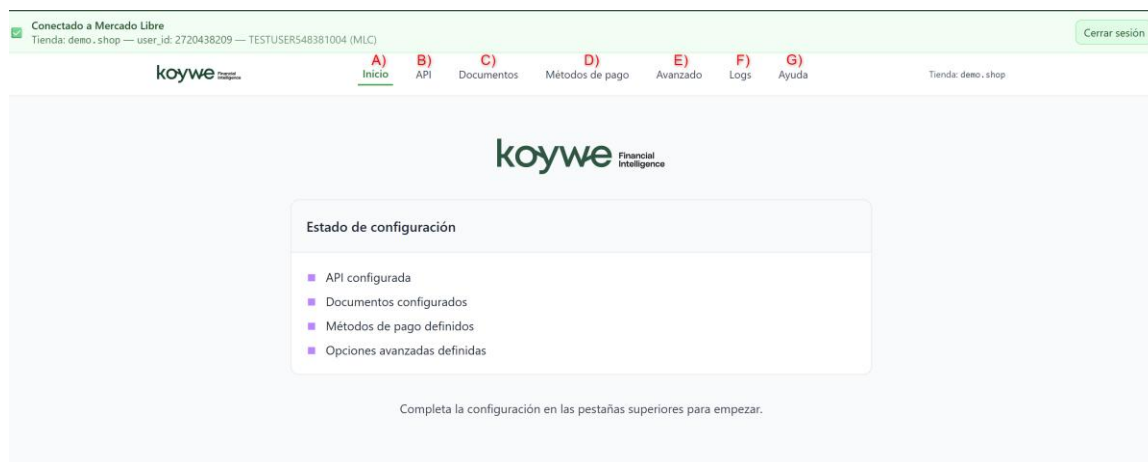 Conectado a Mercado Libre
Tienda: demo.shop — user_id: 2720438209 — TESTUSER548381004 (MLC)
Cerrar sesión
koywe Financial Intelligence
A) B) C) D) E) F) G)
Inicio API Documentos Métodos de pago Avanzado Logs Ayuda
Tienda: demo.shop
koywe Financial Intelligence
Estado de configuración
API configurada
Documentos configurados
Métodos de pago definidos
Opciones avanzadas definidas
Completa la configuración en las pestañas superiores para empezar.